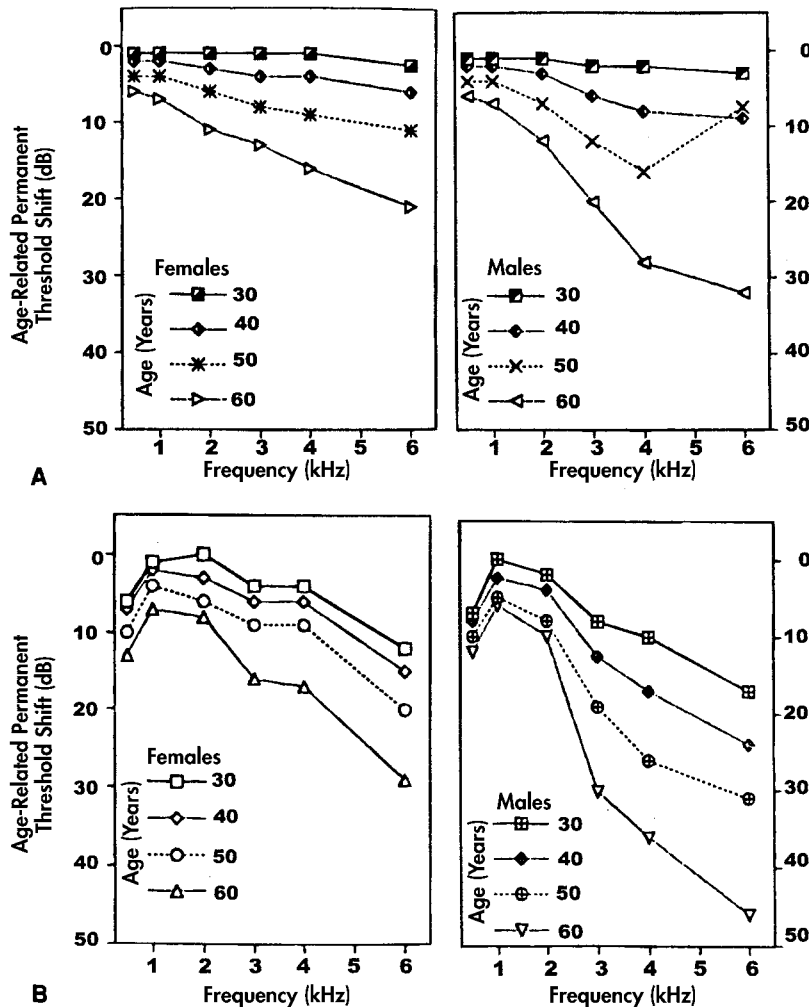 Age-Related Permanent
Threshold Shift (dB)
0
10
20
30
40
50
Females
Age (Years)
30
40
50
60
1 2 3 4 5 6
Frequency (kHz)
Males
Age (Years)
30
40
50
60
0
10
20
30
40
50
1 2 3 4 5 6
Frequency (kHz)
A
Age-Related Permanent
Threshold Shift (dB)
0
10
20
30
40
50
Females
Age (Years)
30
40
50
60
1 2 3 4 5 6
Frequency (kHz)
Males
Age (Years)
30
40
50
60
0
10
20
30
40
50
1 2 3 4 5 6
Frequency (kHz)
B